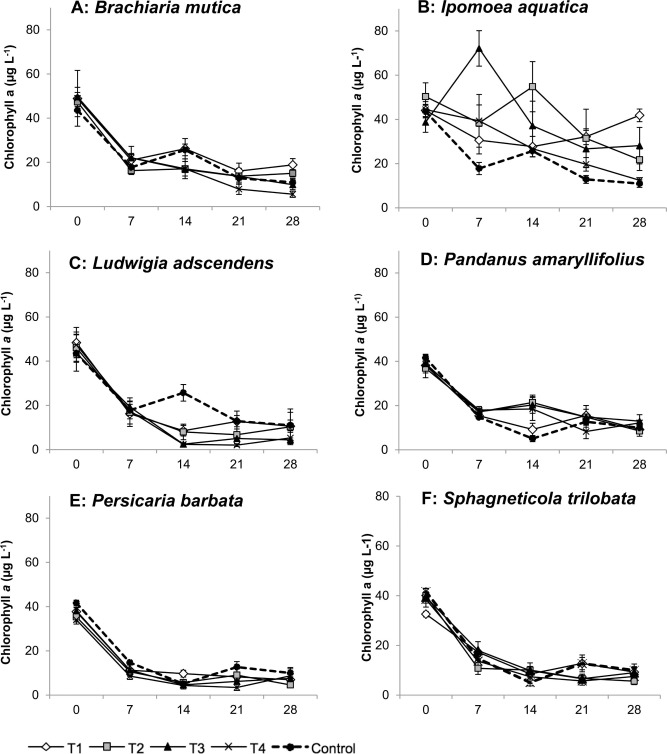 A: Brachiaria mutica
B: Ipomoea aquatica
Chlorophyll a (µg L-1)
80
60
40
20
0
0 7 14 21 28
Chlorophyll a (µg L-1)
80
60
40
20
0
0 7 14 21 28
C: Ludwigia adscendens
D: Pandanus amaryllifolius
Chlorophyll a (µg L-1)
80
60
40
20
0
0 7 14 21 28
Chlorophyll a (µg L-1)
80
60
40
20
0
0 7 14 21 28
E: Persicaria barbata
F: Sphagneticola trilobata
Chlorophyll a (µg L-1)
80
60
40
20
0
0 7 14 21 28
Chlorophyll a (µg L-1)
80
60
40
20
0
0 7 14 21 28
T1 T2 T3 T4 Control